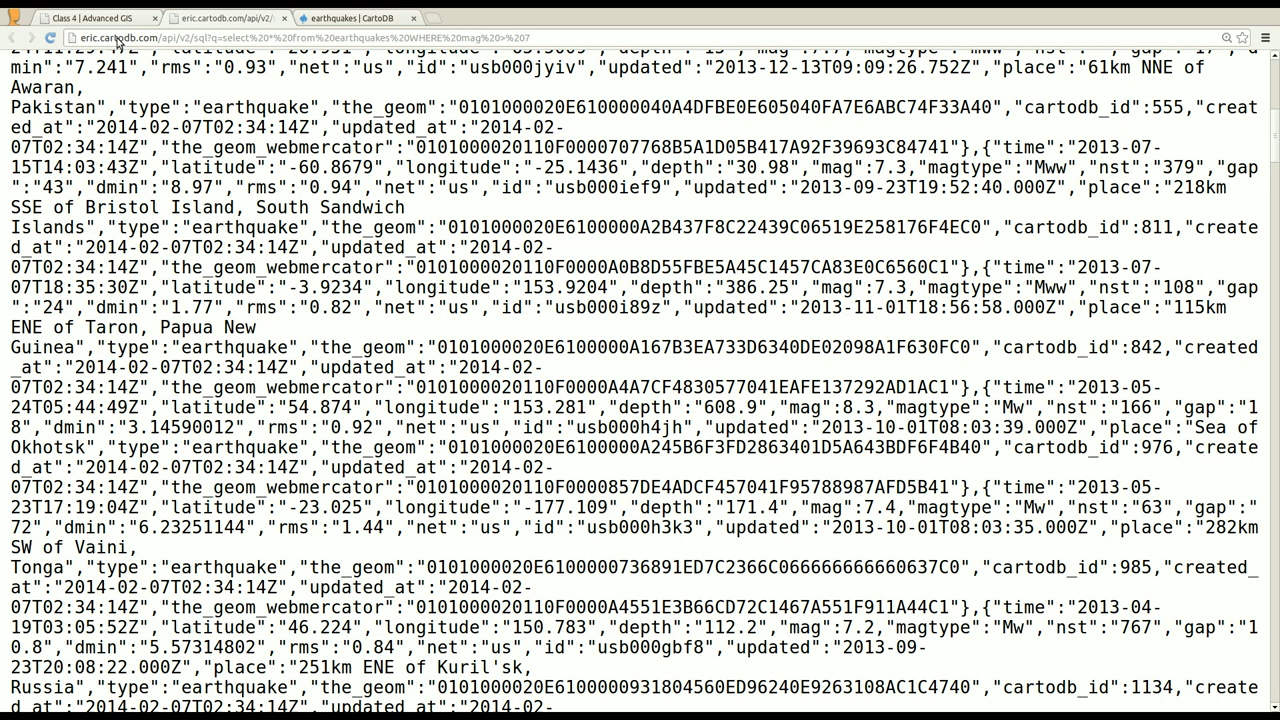 Class 4 | Advanced GIS
eric.cartodb.com/api/v2/s
earthquakes | CartoDB
eric.cartodb.com/api/v2/sql?q=select%20*%20from%20earthquakes%20WHERE%20mag%20>%207
min":"7.241","rms":"0.93","net":"us","id":"usb000jyiv","updated":"2013-12-13T09:09:26.752Z","place":"61km NNE of
Awaran,
Pakistan","type":"earthquake","the_geom":"0101000020E610000040A4DFBE0E605040FA7E6ABC74F33A40","cartodb_id":555,"creat
ed_at":"2014-02-07T02:34:14Z","updated_at":"2014-02-
07T02:34:14Z","the_geom_webmercator":"0101000020110F0000707768B5A1D05B417A92F39693C84741"},{"time":"2013-07-
15T14:03:43Z","latitude":"-60.8679","longitude":"-25.1436","depth":"30.98","mag":7.3,"magtype":"Mww","nst":"379","gap
":"43","dmin":"8.97","rms":"0.94","net":"us","id":"usb000ief9","updated":"2013-09-23T19:52:40.000Z","place":"218km
SSE of Bristol Island, South Sandwich
Islands","type":"earthquake","the_geom":"0101000020E6100000A2B437F8C22439C06519E258176F4EC0","cartodb_id":811,"create
d_at":"2014-02-07T02:34:14Z","updated_at":"2014-02-
07T02:34:14Z","the_geom_webmercator":"0101000020110F0000A0B8D55FBE5A45C1457CA83E0C6560C1"},{"time":"2013-07-
07T18:35:30Z","latitude":"-3.9234","longitude":"153.9204","depth":"386.25","mag":7.3,"magtype":"Mww","nst":"108","gap
":"24","dmin":"1.77","rms":"0.82","net":"us","id":"usb000i89z","updated":"2013-11-01T18:56:58.000Z","place":"115km
ENE of Taron, Papua New
Guinea","type":"earthquake","the_geom":"0101000020E6100000A167B3EA733D6340DE02098A1F630FC0","cartodb_id":842,"created
_at":"2014-02-07T02:34:14Z","updated_at":"2014-02-
07T02:34:14Z","the_geom_webmercator":"0101000020110F0000A4A7CF4830577041EAFE137292AD1AC1"},{"time":"2013-05-
24T05:44:49Z","latitude":"54.874","longitude":"153.281","depth":"608.9","mag":8.3,"magtype":"Mw","nst":"166","gap":"1
8","dmin":"3.14590012","rms":"0.92","net":"us","id":"usb000h4jh","updated":"2013-10-01T08:03:39.000Z","place":"Sea of
Okhotsk","type":"earthquake","the_geom":"0101000020E6100000A245B6F3FD2863401D5A643BDF6F4B40","cartodb_id":976,"create
d_at":"2014-02-07T02:34:14Z","updated_at":"2014-02-
07T02:34:14Z","the_geom_webmercator":"0101000020110F0000857DE4ADCF457041F95788987AFD5B41"},{"time":"2013-05-
23T17:19:04Z","latitude":"-23.025","longitude":"-177.109","depth":"171.4","mag":7.4,"magtype":"Mw","nst":"63","gap":"
72","dmin":"6.23251144","rms":"1.44","net":"us","id":"usb000h3k3","updated":"2013-10-01T08:03:35.000Z","place":"282km
SW of Vaini,
Tonga","type":"earthquake","the_geom":"0101000020E6100000736891ED7C2366C066666666660637C0","cartodb_id":985,"created_
at":"2014-02-07T02:34:14Z","updated_at":"2014-02-
07T02:34:14Z","the_geom_webmercator":"0101000020110F0000A4551E3B66CD72C1467A551F911A44C1"},{"time":"2013-04-
19T03:05:52Z","latitude":"46.224","longitude":"150.783","depth":"112.2","mag":7.2,"magtype":"Mw","nst":"767","gap":"1
0.8","dmin":"5.57314802","rms":"0.84","net":"us","id":"usb000gbf8","updated":"2013-09-
23T20:08:22.000Z","place":"251km ENE of Kuril'sk,
Russia","type":"earthquake","the_geom":"0101000020E6100000931804560ED96240E9263108AC1C4740","cartodb_id":1134,"create
d_at":"2014-02-07T02:34:14Z","updated_at":"2014-02-